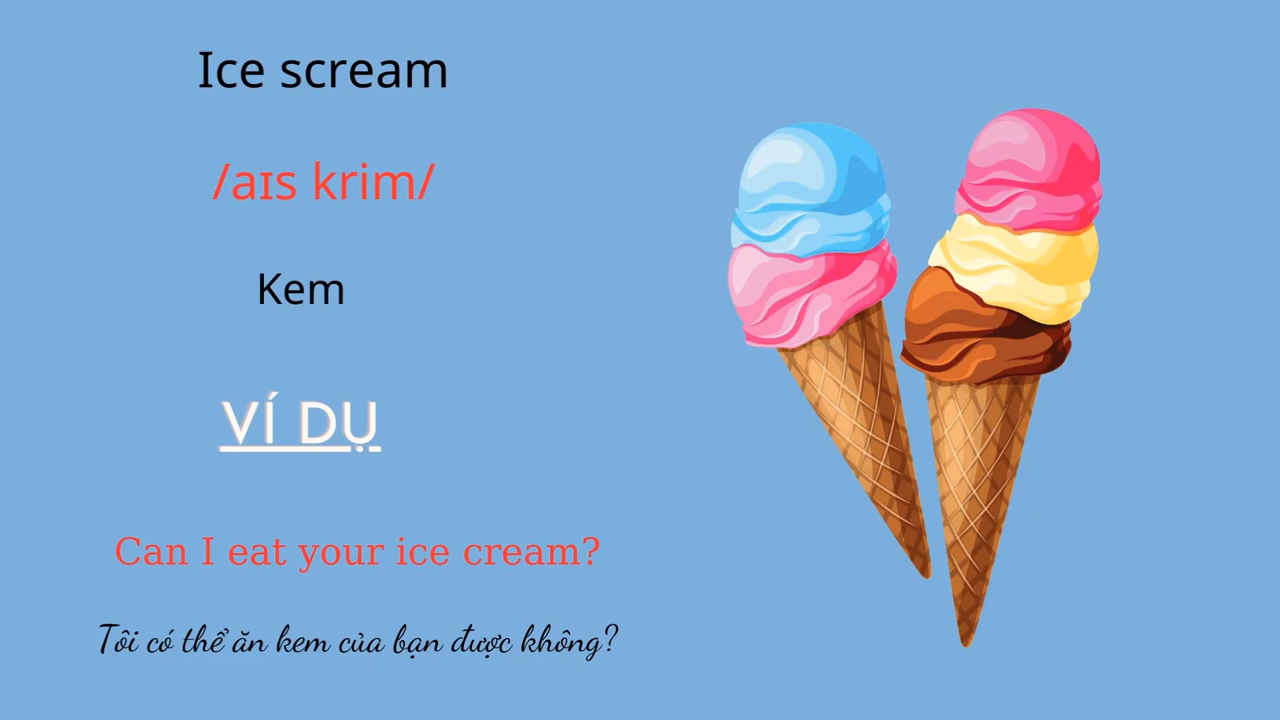 Ice scream
/aɪs krim/
Kem
VÍ DỤ
Can I eat your ice cream?
Tôi có thể ăn kem của bạn được không?